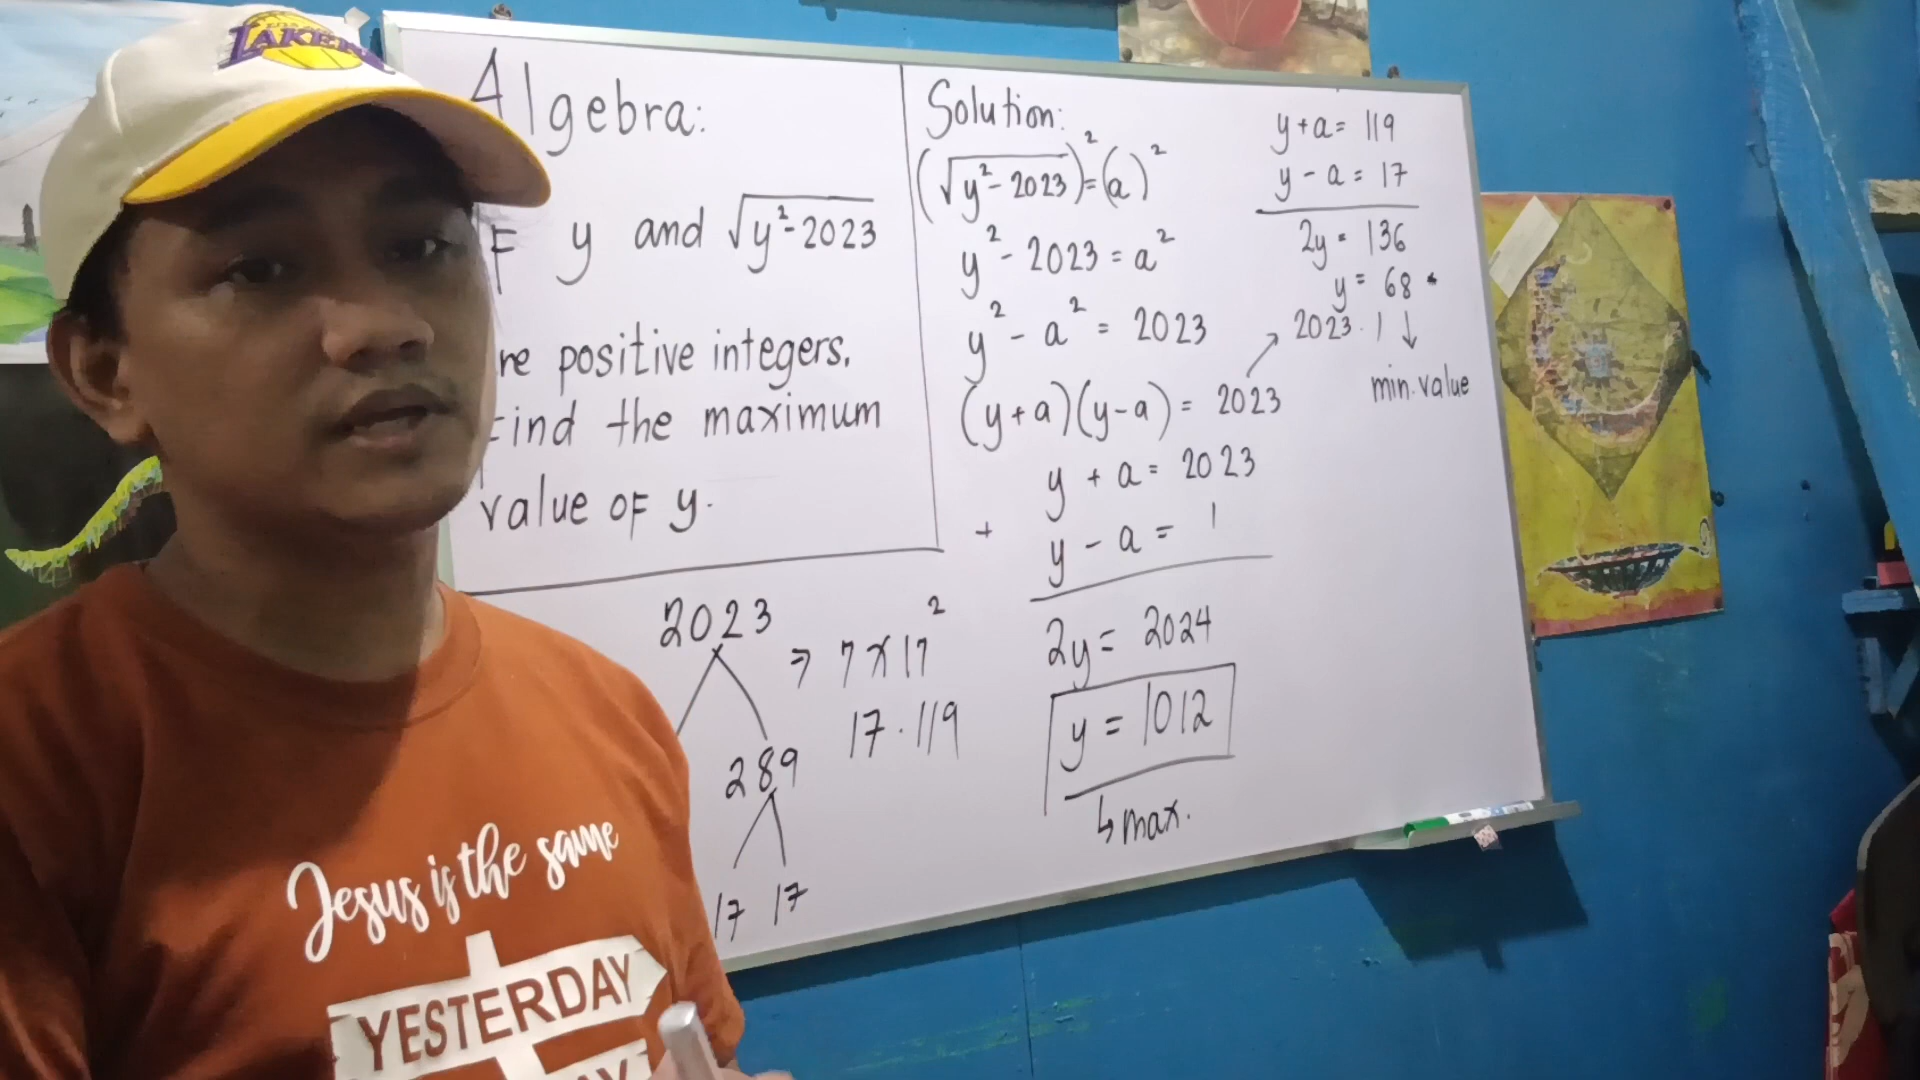 LAKERS
Algebra:
F y and √y²-2023
re positive integers.
Find the maximum
value of y.
2023
⇒ 7 x 17²
17 · 119
289
17 17
Solution:
(√y²-2023)² = (a)²
y² - 2023 = a²
y² - a² = 2023
(y+a)(y-a) = 2023
y + a = 2023
+ y - a = 1
2y = 2024
y = 1012
↳ max.
y+a = 119
y - a = 17
2y = 136
y = 68
2023 · 1 ↓
min. value
Jesus is the same
YESTERDAY
AY